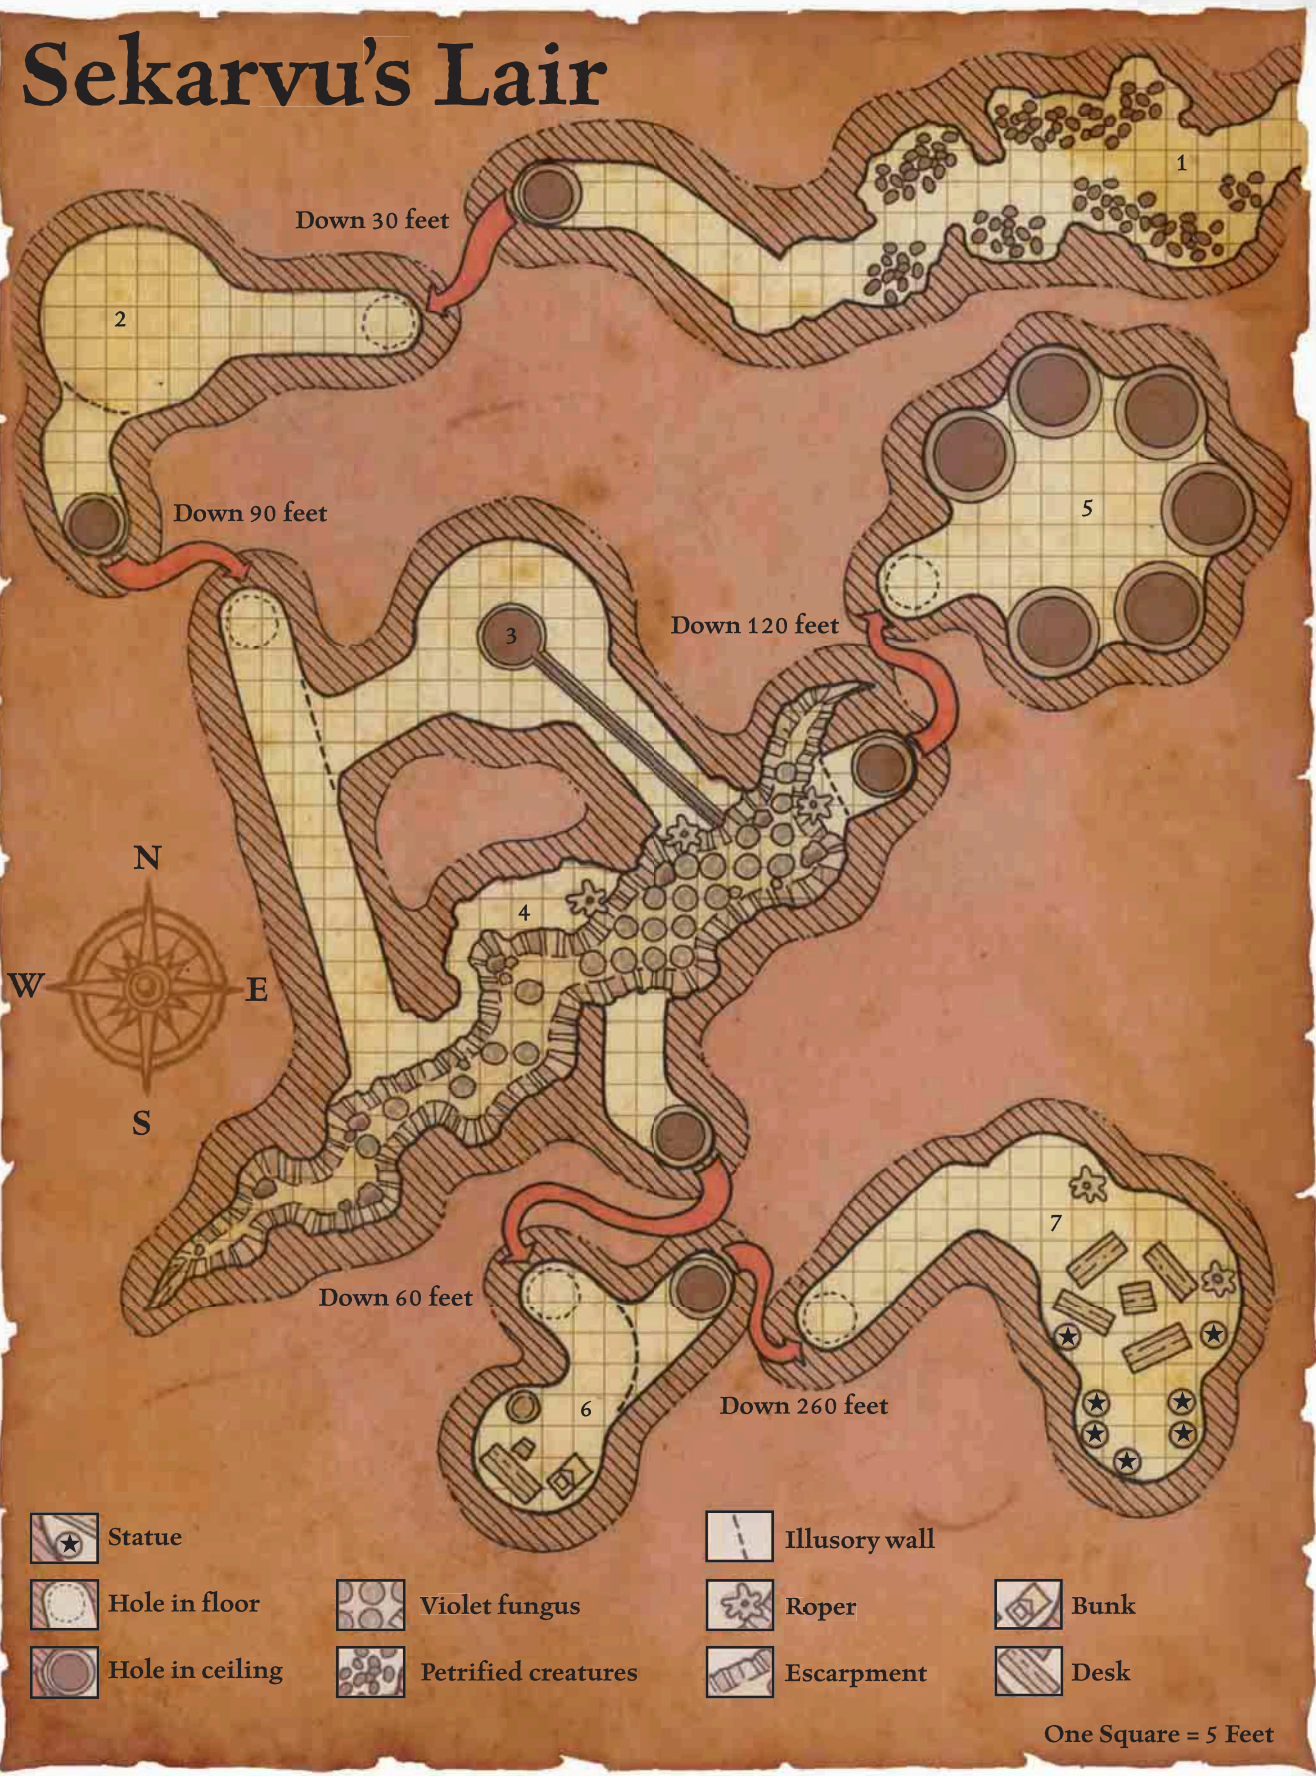 Sekarvu's Lair
1
Down 30 feet
2
5
Down 90 feet
3
Down 120 feet
N
4
W
E
S
7
Down 60 feet
6
Down 260 feet
Statue
Illusory wall
Hole in floor
Violet fungus
Roper
Bunk
Hole in ceiling
Petrified creatures
Escarpment
Desk
One Square = 5 Feet